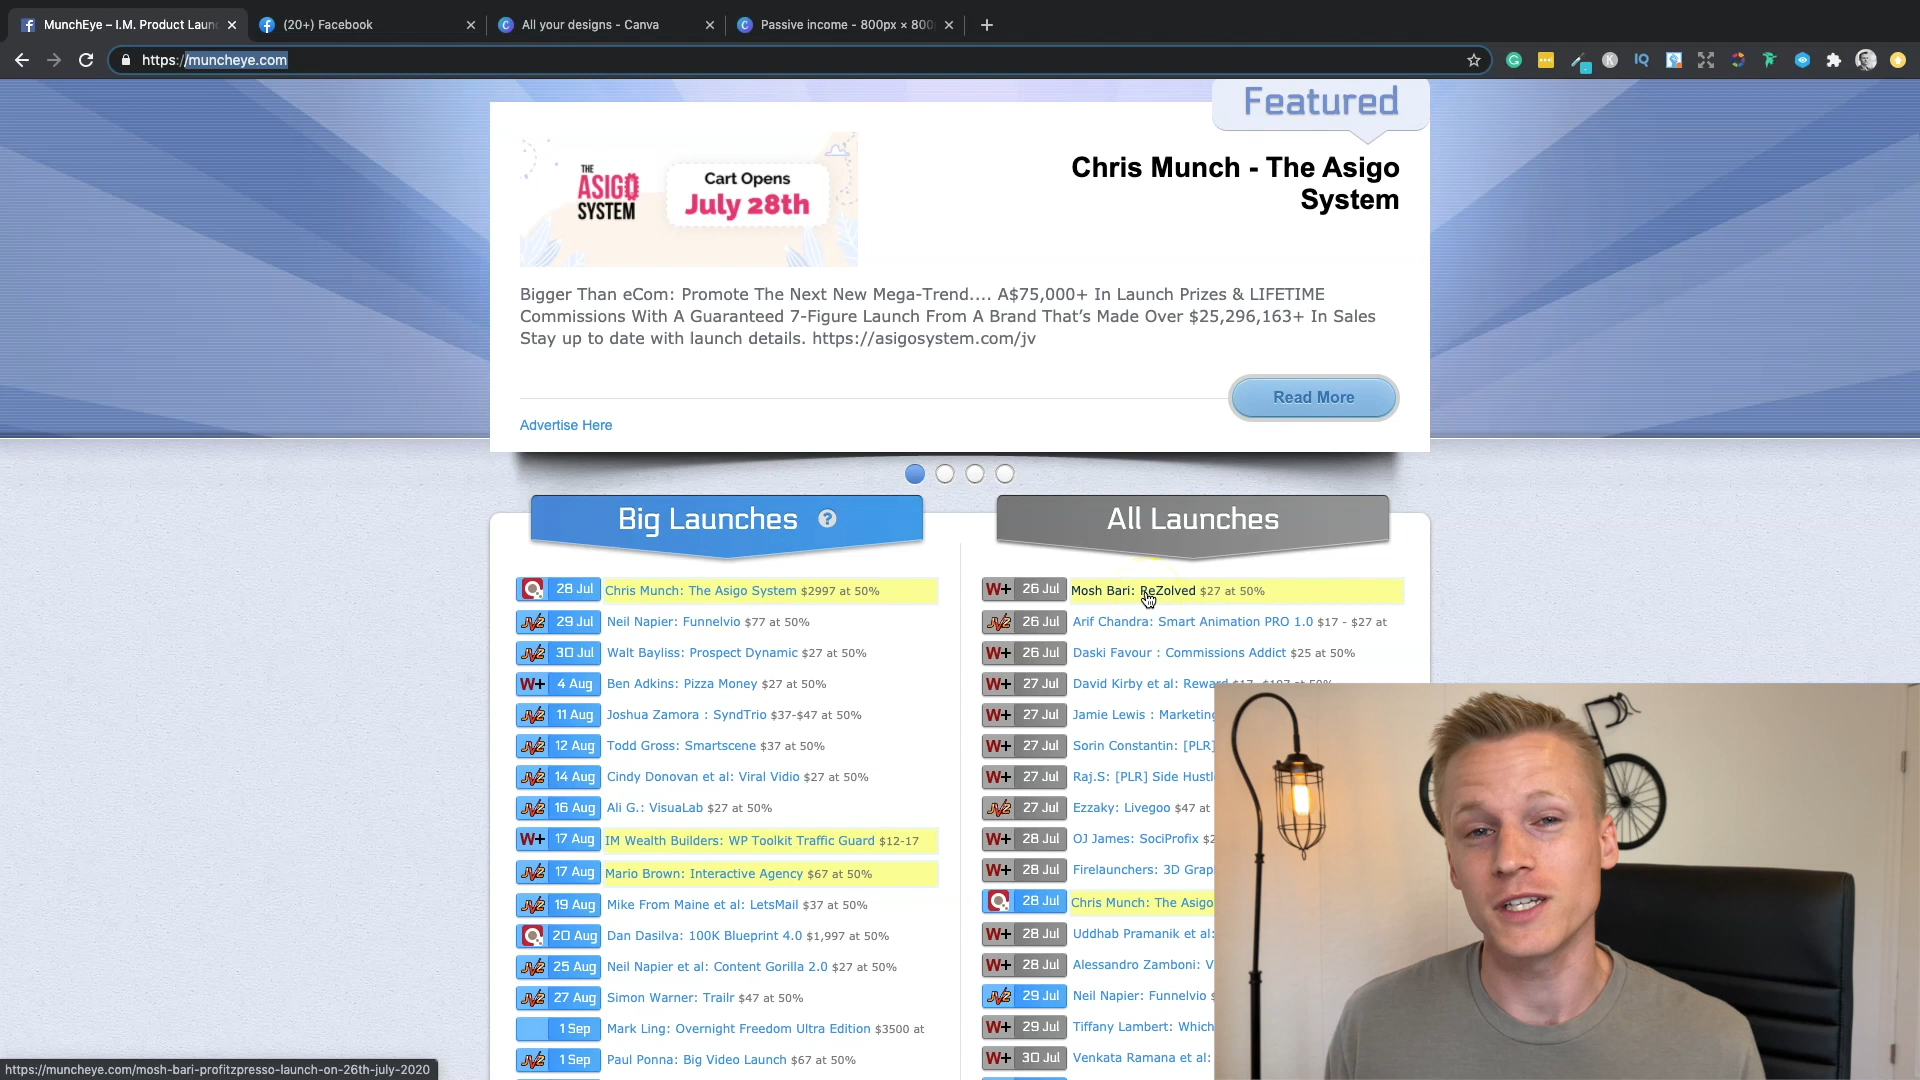 MunchEye – I.M. Product Laun
(20+) Facebook
All your designs - Canva
Passive income - 800px × 800
https://muncheye.com
Featured
THE ASIGO SYSTEM
Cart Opens
July 28th
Chris Munch - The Asigo
System
Bigger Than eCom: Promote The Next New Mega-Trend.... A$75,000+ In Launch Prizes & LIFETIME
Commissions With A Guaranteed 7-Figure Launch From A Brand That's Made Over $25,296,163+ In Sales
Stay up to date with launch details. https://asigosystem.com/jv
Read More
Advertise Here
Big Launches ?
28 Jul Chris Munch: The Asigo System $2997 at 50%
29 Jul Neil Napier: Funnelvio $77 at 50%
30 Jul Walt Bayliss: Prospect Dynamic $27 at 50%
W+ 4 Aug Ben Adkins: Pizza Money $27 at 50%
11 Aug Joshua Zamora : SyndTrio $37-$47 at 50%
12 Aug Todd Gross: Smartscene $37 at 50%
14 Aug Cindy Donovan et al: Viral Vidio $27 at 50%
16 Aug Ali G.: VisuaLab $27 at 50%
W+ 17 Aug IM Wealth Builders: WP Toolkit Traffic Guard $12-17
17 Aug Mario Brown: Interactive Agency $67 at 50%
19 Aug Mike From Maine et al: LetsMail $37 at 50%
20 Aug Dan Dasilva: 100K Blueprint 4.0 $1,997 at 50%
25 Aug Neil Napier et al: Content Gorilla 2.0 $27 at 50%
27 Aug Simon Warner: Trailr $47 at 50%
1 Sep Mark Ling: Overnight Freedom Ultra Edition $3500 at
1 Sep Paul Ponna: Big Video Launch $67 at 50%
All Launches
W+ 26 Jul Mosh Bari: ReZolved $27 at 50%
26 Jul Arif Chandra: Smart Animation PRO 1.0 $17 - $27 at
W+ 26 Jul Daski Favour : Commissions Addict $25 at 50%
W+ 27 Jul David Kirby et al: Reward $17 -$197 at 50%
W+ 27 Jul Jamie Lewis : Marketing
W+ 27 Jul Sorin Constantin: [PLR]
W+ 27 Jul Raj.S: [PLR] Side Hustl
27 Jul Ezzaky: Livegoo $47 at
W+ 28 Jul OJ James: SociProfix $2
W+ 28 Jul Firelaunchers: 3D Grap
28 Jul Chris Munch: The Asigo
W+ 28 Jul Uddhab Pramanik et al:
W+ 28 Jul Alessandro Zamboni: V
29 Jul Neil Napier: Funnelvio $
W+ 29 Jul Tiffany Lambert: Which
W+ 30 Jul Venkata Ramana et al:
https://muncheye.com/mosh-bari-profitzpresso-launch-on-26th-july-2020